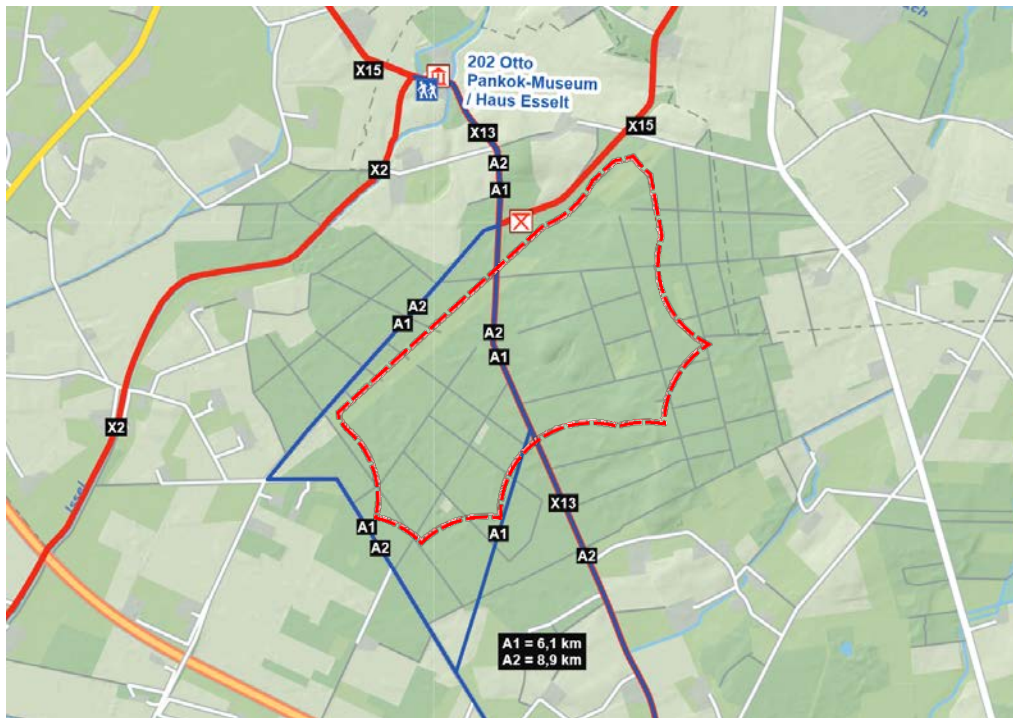 ch
X15
202 Otto
Pankok-Museum
/ Haus Esselt
X13
X15
A2
X2
A1
A2
A1
A2
A1
X2
Issel
X13
A1
A1
A2
A2
A1 = 6,1 km
A2 = 8,9 km